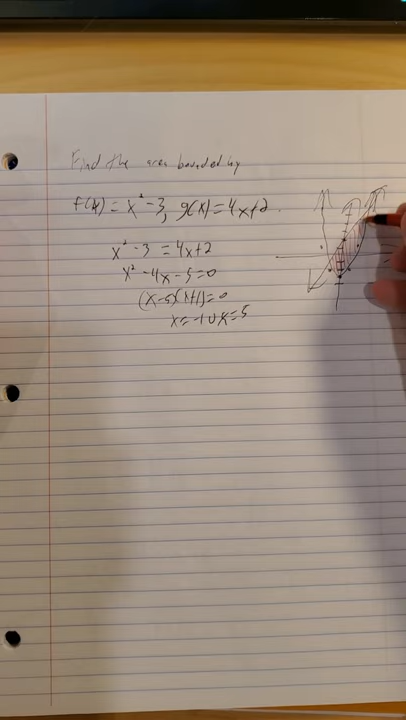 Find the area bounded by
f(x) = x² - 3, g(x) = 4x + 2.
x² - 3 = 4x + 2
x² - 4x - 5 = 0
(x - 5)(x + 1) = 0
x = -1 or x = 5